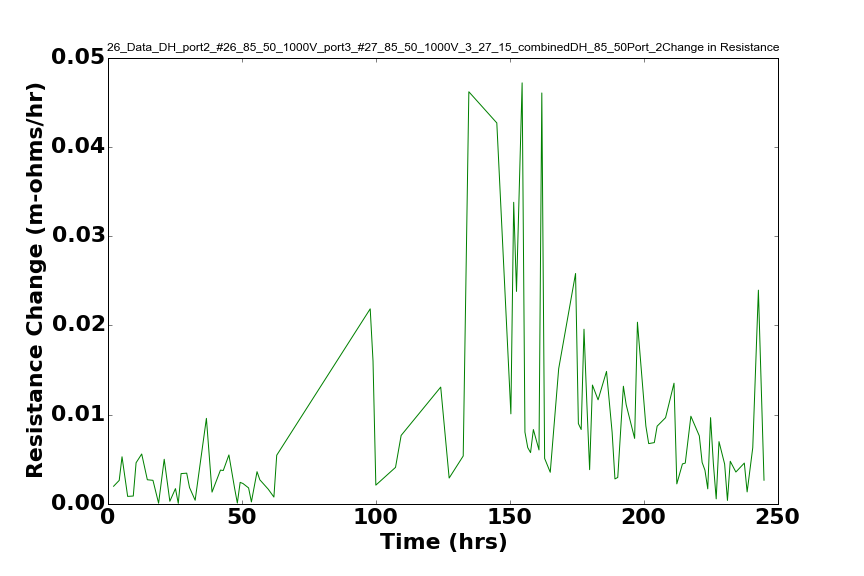 26_Data_DH_port2_#26_85_50_1000V_port3_#27_85_50_1000V_3_27_15_combinedDH_85_50Port_2Change in Resistance
0.05
0.04
0.03
0.02
0.01
0.00
Resistance Change (m-ohms/hr)
0 50 100 150 200 250
Time (hrs)